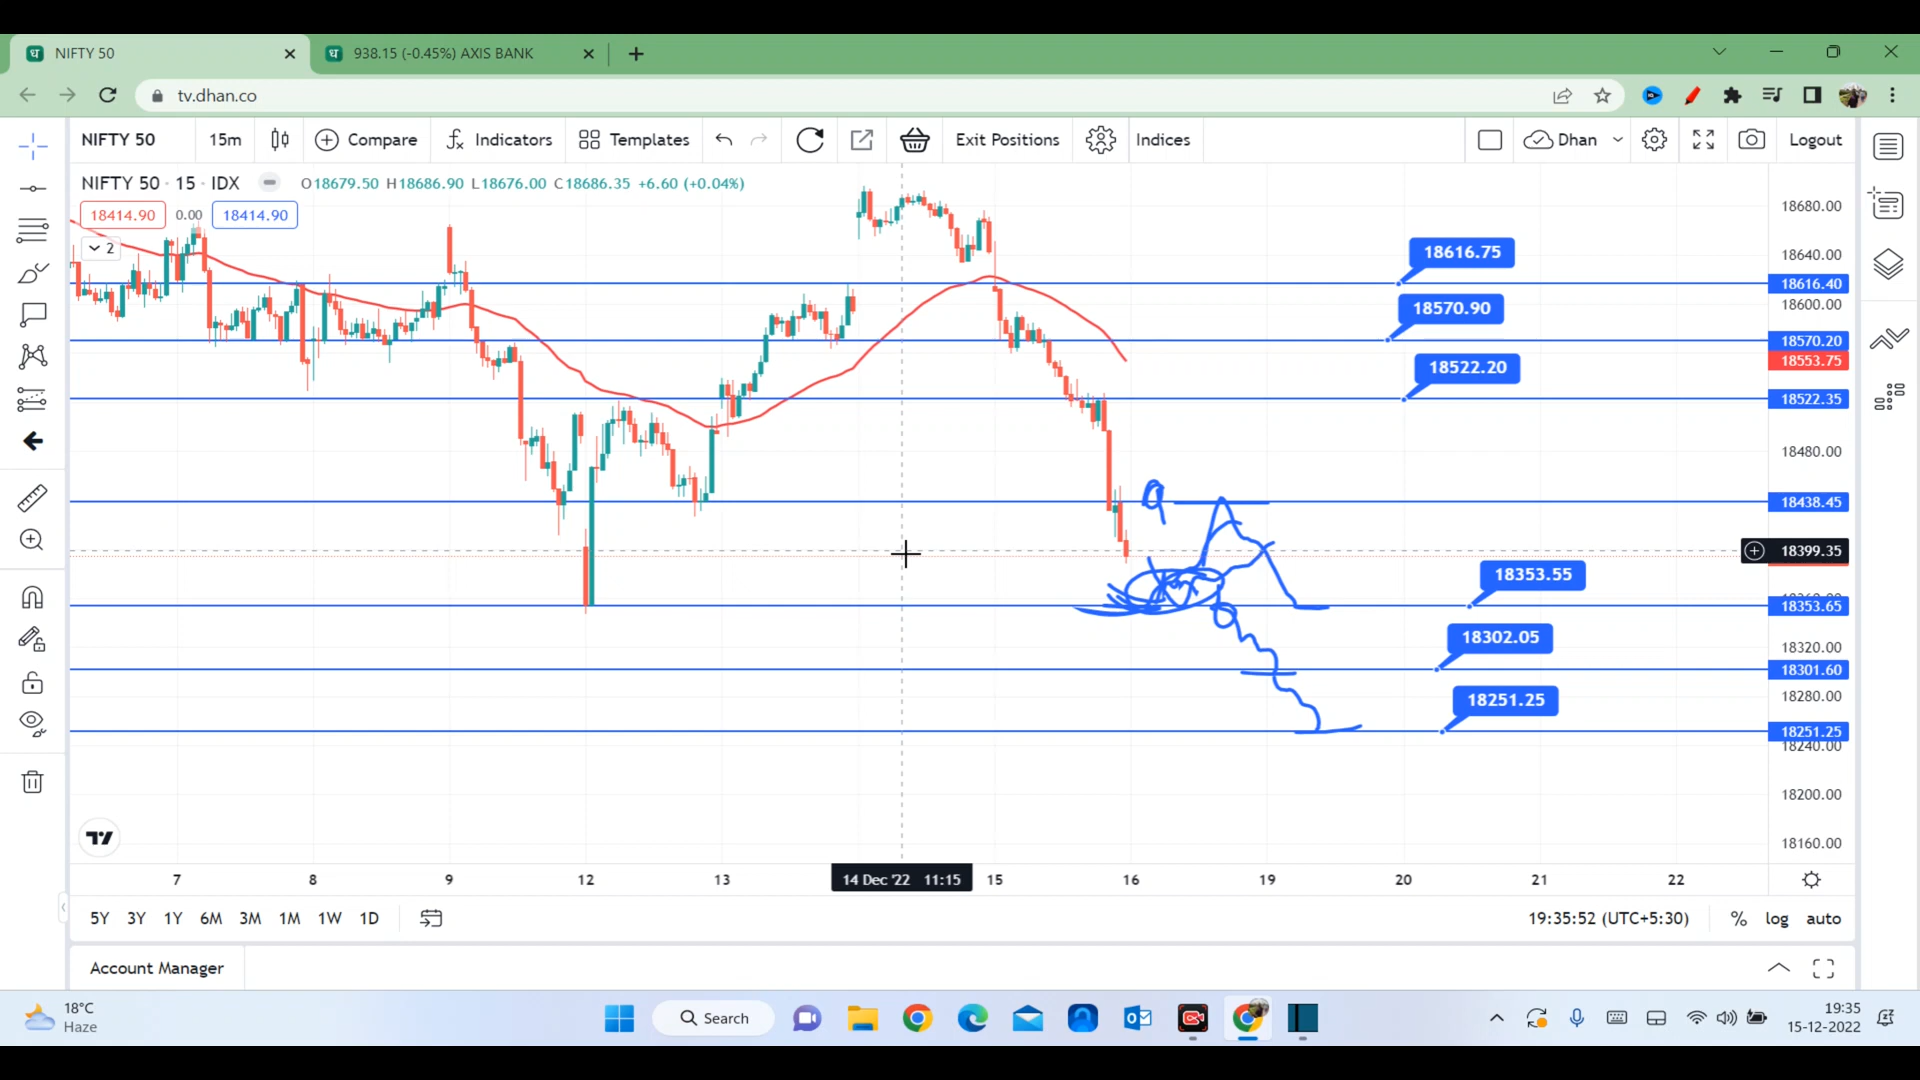 NIFTY 50
938.15 (-0.45%) AXIS BANK
tv.dhan.co
NIFTY 50 15m Compare Indicators Templates Exit Positions Indices Dhan Logout
NIFTY 50 · 15 · IDX O18679.50 H18686.90 L18676.00 C18686.35 +6.60 (+0.04%)
18414.90 0.00 18414.90
2
18680.00
18616.75
18640.00
18616.40
18600.00
18570.90
18570.20
18553.75
18522.20
18522.35
18480.00
18438.45
18399.35
18353.55
18353.65
18302.05
18320.00
18301.60
18280.00
18251.25
18251.25
18240.00
18200.00
18160.00
7 8 9 12 13 14 Dec '22 11:15 15 16 19 20 21 22
5Y 3Y 1Y 6M 3M 1M 1W 1D 19:35:52 (UTC+5:30) % log auto
Account Manager
18°C
Haze
Search
19:35
15-12-2022